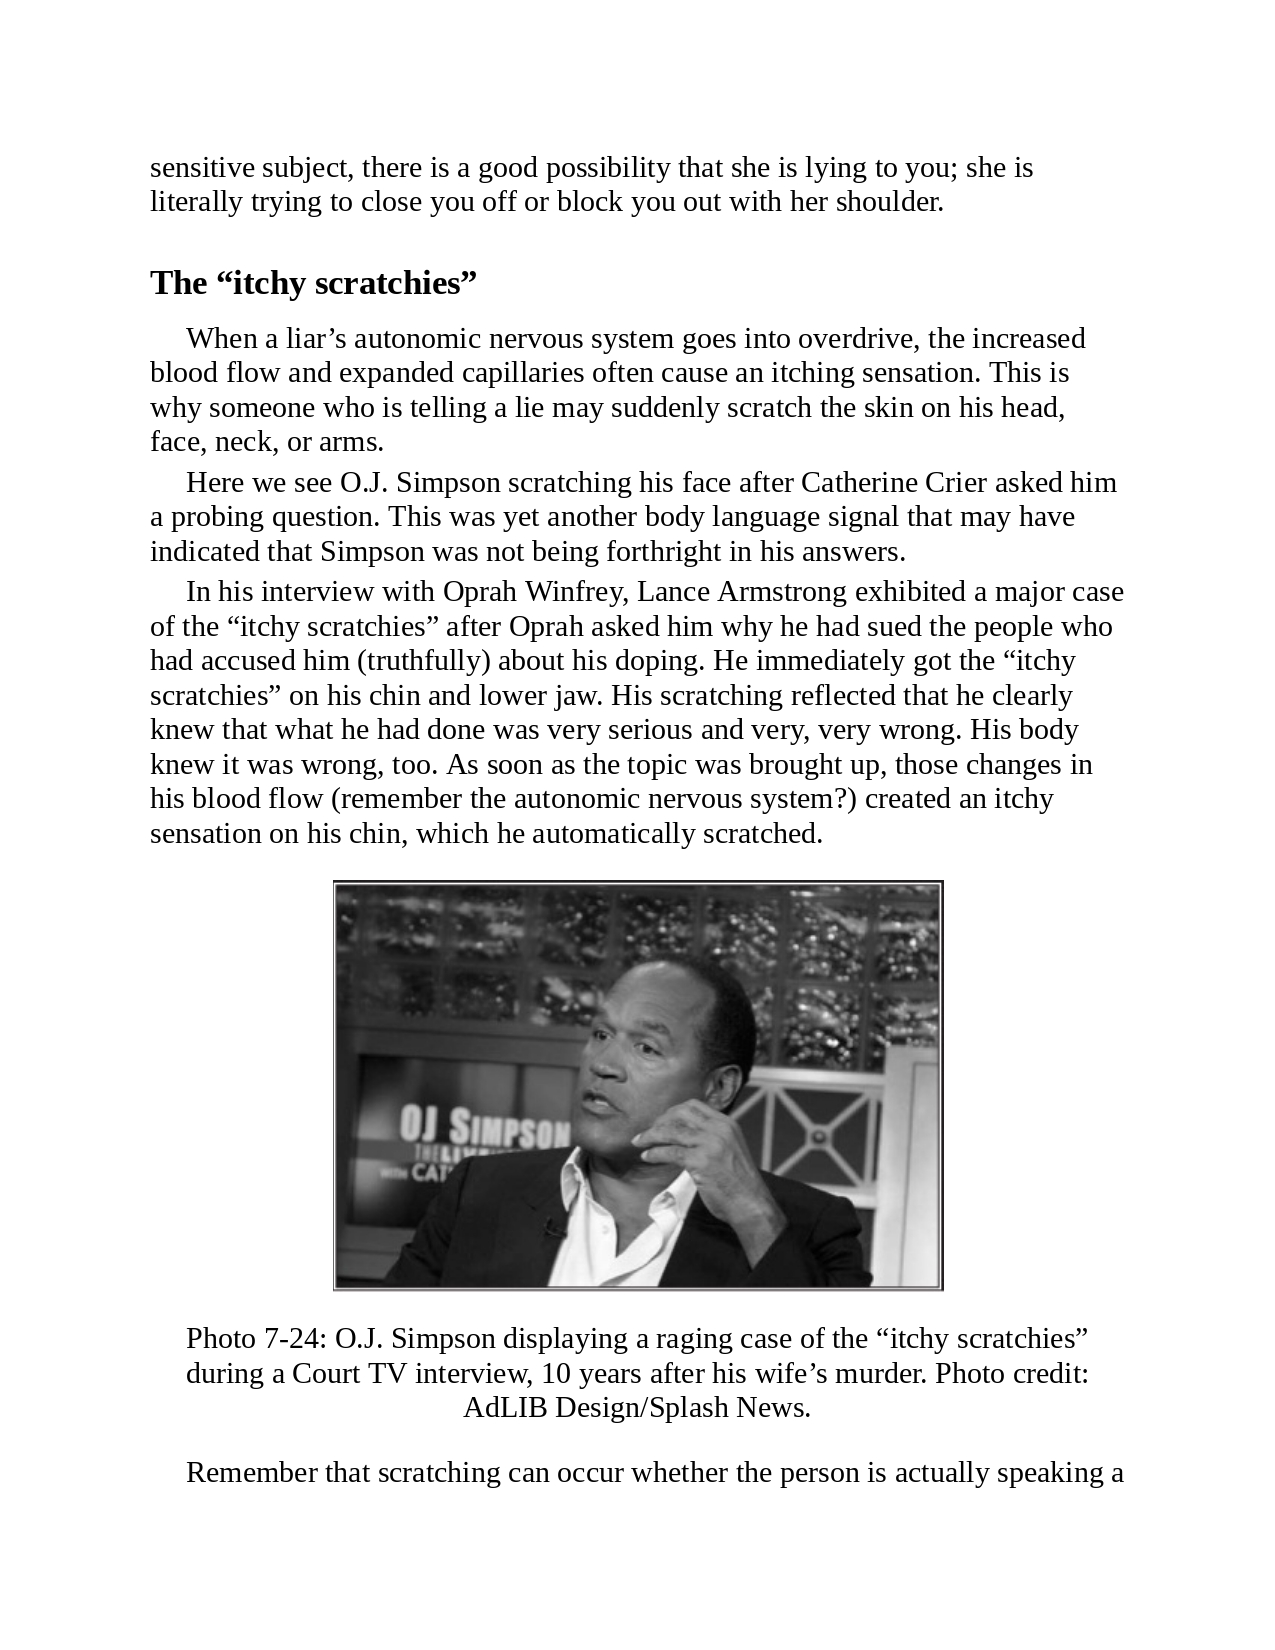 sensitive subject, there is a good possibility that she is lying to you; she is
literally trying to close you off or block you out with her shoulder.
The “itchy scratchies”
When a liar’s autonomic nervous system goes into overdrive, the increased
blood flow and expanded capillaries often cause an itching sensation. This is
why someone who is telling a lie may suddenly scratch the skin on his head,
face, neck, or arms.
Here we see O.J. Simpson scratching his face after Catherine Crier asked him
a probing question. This was yet another body language signal that may have
indicated that Simpson was not being forthright in his answers.
In his interview with Oprah Winfrey, Lance Armstrong exhibited a major case
of the “itchy scratchies” after Oprah asked him why he had sued the people who
had accused him (truthfully) about his doping. He immediately got the “itchy
scratchies” on his chin and lower jaw. His scratching reflected that he clearly
knew that what he had done was very serious and very, very wrong. His body
knew it was wrong, too. As soon as the topic was brought up, those changes in
his blood flow (remember the autonomic nervous system?) created an itchy
sensation on his chin, which he automatically scratched.
OJ SIMPSON
THE LIVE
WITH CAT
Photo 7-24: O.J. Simpson displaying a raging case of the “itchy scratchies”
during a Court TV interview, 10 years after his wife’s murder. Photo credit:
AdLIB Design/Splash News.
Remember that scratching can occur whether the person is actually speaking a